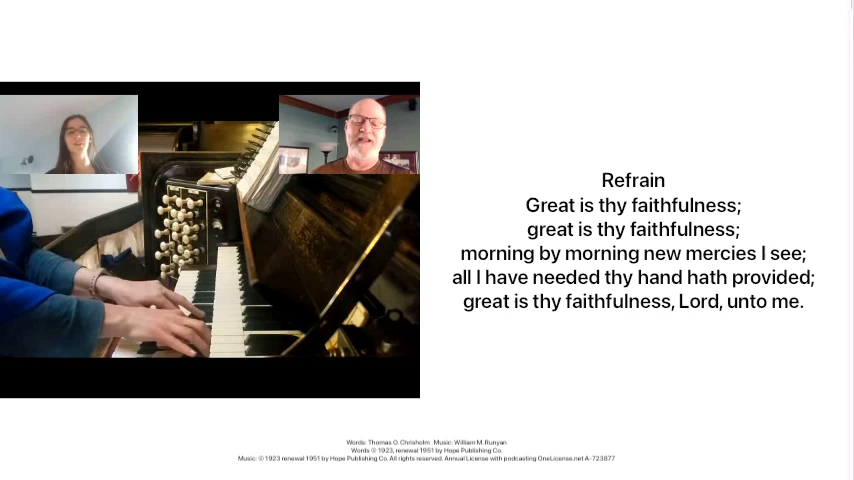 Refrain
Great is thy faithfulness;
great is thy faithfulness;
morning by morning new mercies I see;
all I have needed thy hand hath provided;
great is thy faithfulness, Lord, unto me.
Words: Thomas O. Chrisholm Music: William M. Runyan
Words © 1923, renewal 1951 by Hope Publishing Co.
Music: © 1923 renewal 1951 by Hope Publishing Co. All rights reserved. Annual License with podcasting OneLicense.net A-723877